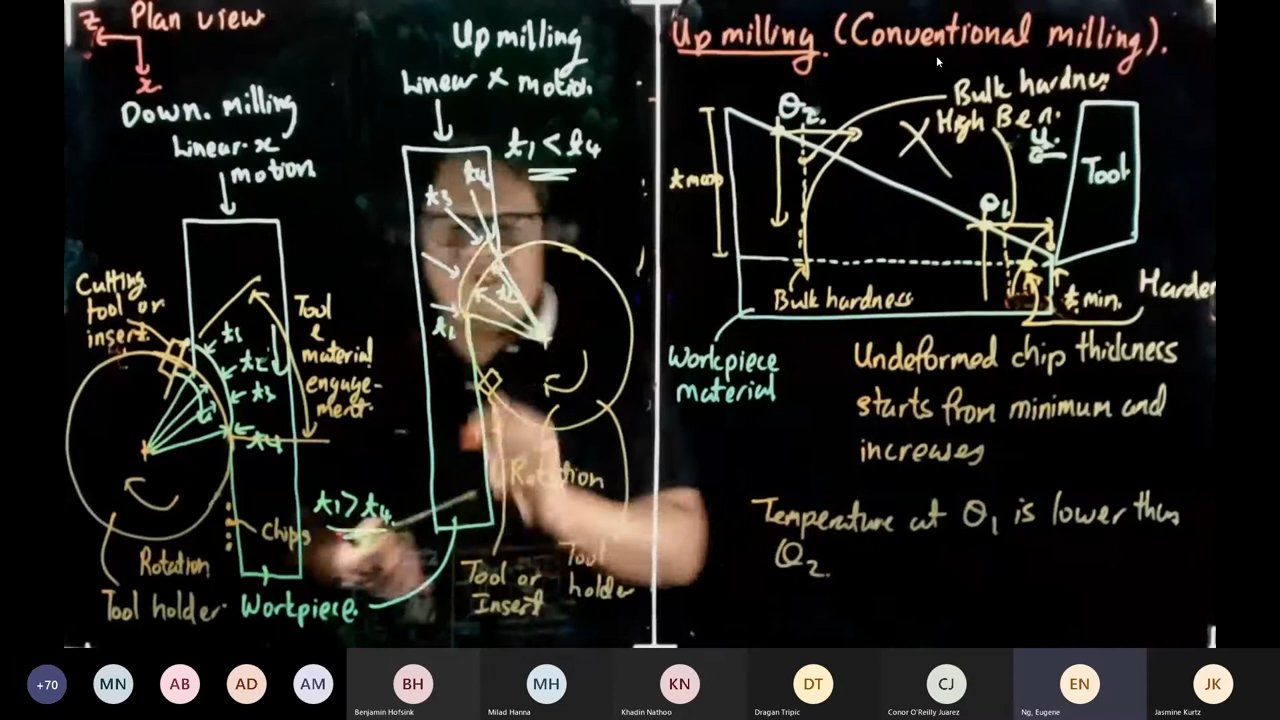 Plan view
z
x
Down milling
Linear x
motion
Cutting
tool or
insert.
t1
t2
t3
t4
Tool
&
material
engage-
ment.
t1 > t4.
Chips
Rotation
Tool holder.
Workpiece.
Up milling
Linear x motion.
t1 < t4
t3
t4
t1
Rotation
Tool or
Insert
Tool
holder
Up milling. (Conventional milling).
Bulk hardness
High
θ2.
t max
θ1
Tool
Bulk hardness
t min.
Harder
Workpiece
material
Undeformed chip thickness
starts from minimum and
increases
Temperature at θ1 is lower than
θ2.
+70
MN
AB
AD
AM
BH
MH
KN
DT
CJ
EN
JK
Benjamin Hofsink
Milad Hanna
Khadin Nathoo
Dragan Tripic
Conor O'Reilly Juarez
Ng, Eugene
Jasmine Kurtz